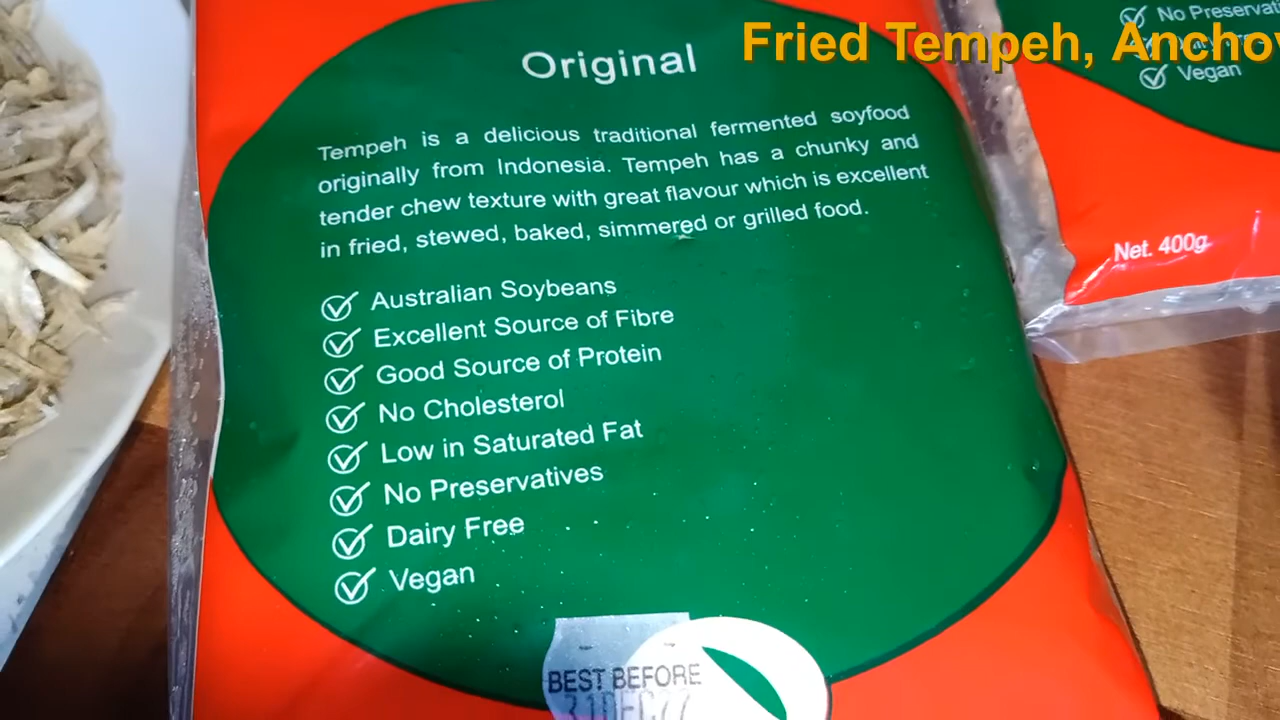 Fried Tempeh,
Original
Tempeh is a delicious traditional fermented soyfood
originally from Indonesia. Tempeh has a chunky and
tender chew texture with great flavour which is excellent
in fried, stewed, baked, simmered or grilled food.
Australian Soybeans
Excellent Source of Fibre
Good Source of Protein
No Cholesterol
Low in Saturated Fat
No Preservatives
Dairy Free
Vegan
BEST BEFORE
No
Vegan
Net. 400g